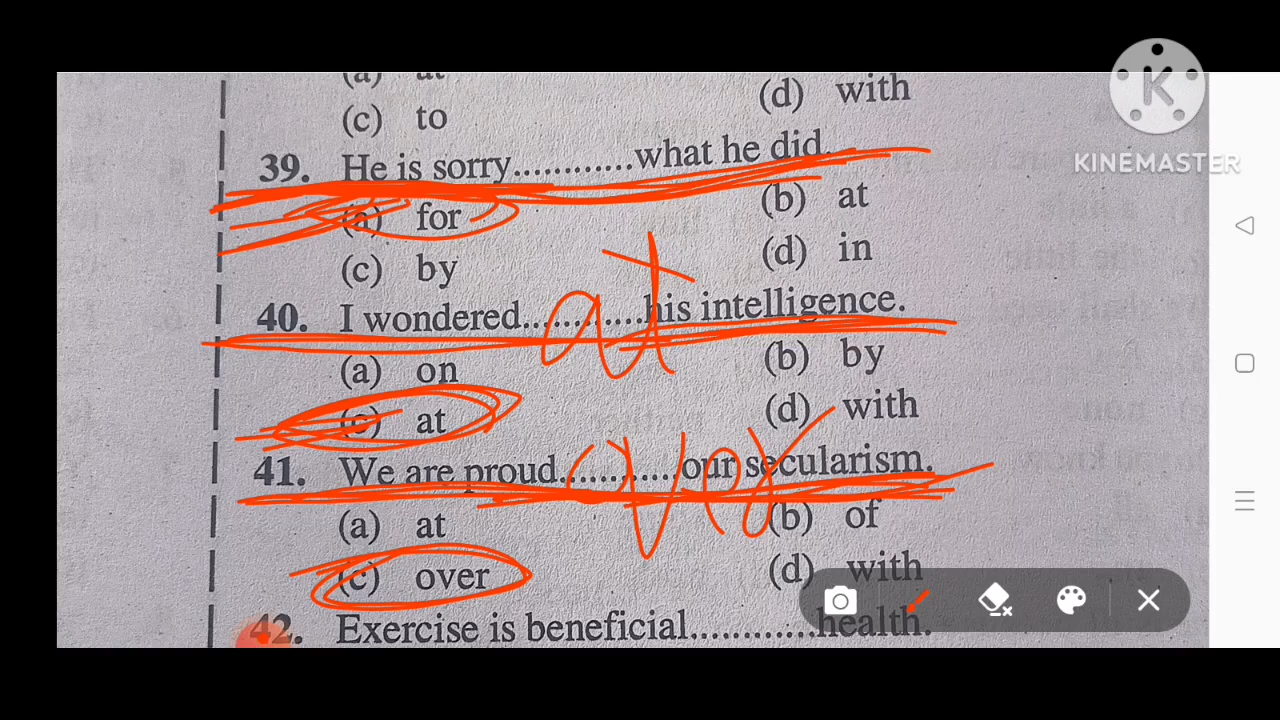 (a) at
(d) with
(c) to
39. He is sorry............what he did.
(a) for
(b) at
(c) by
(d) in
40. I wondered............his intelligence.
at
(a) on
(b) by
(c) at
(d) with
41. We are proud............our secularism.
over
(a) at
(b) of
(c) over
(d) with
42. Exercise is beneficial............health.
K
KINEMASTER